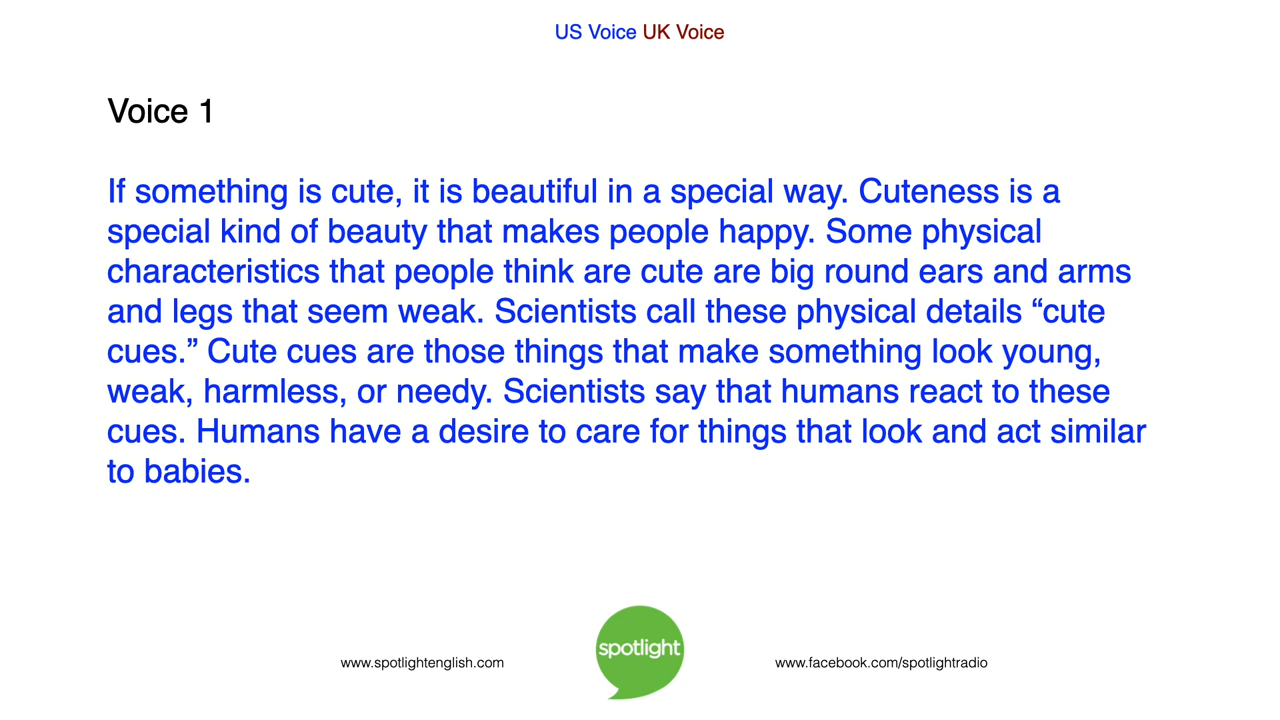 US Voice UK Voice
Voice 1
If something is cute, it is beautiful in a special way. Cuteness is a
special kind of beauty that makes people happy. Some physical
characteristics that people think are cute are big round ears and arms
and legs that seem weak. Scientists call these physical details “cute
cues.” Cute cues are those things that make something look young,
weak, harmless, or needy. Scientists say that humans react to these
cues. Humans have a desire to care for things that look and act similar
to babies.
spotlight
www.spotlightenglish.com
www.facebook.com/spotlightradio